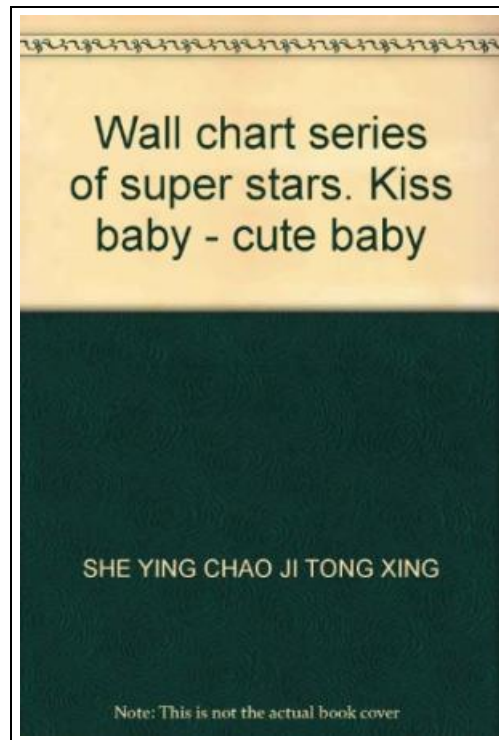 Wall chart series
of super stars. Kiss
baby - cute baby
SHE YING CHAO JI TONG XING
Note: This is not the actual book cover